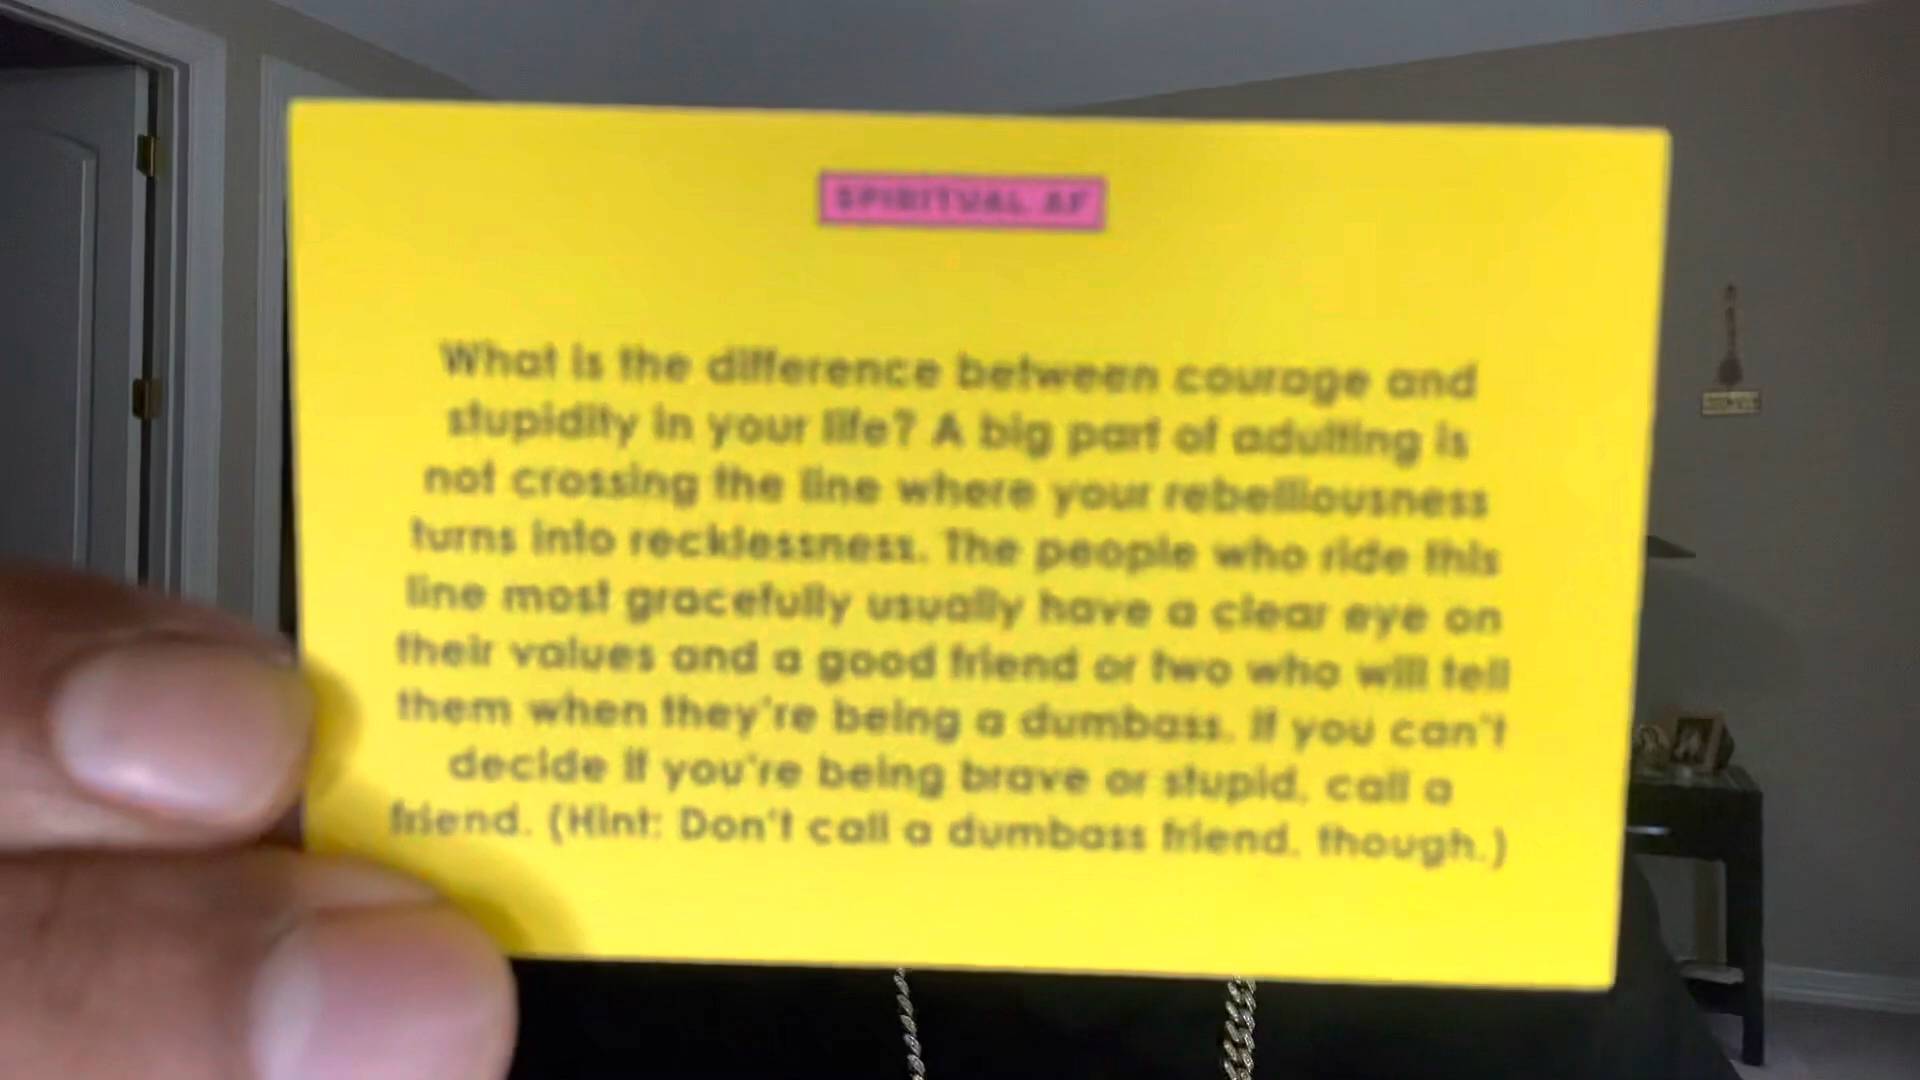 SPIRITUAL AF
What is the difference between courage and
stupidity in your life? A big part of adulting is
not crossing the line where your rebelliousness
turns into recklessness. The people who ride this
line most gracefully usually have a clear eye on
their values and a good friend or two who will tell
them when they're being a dumbass. If you can't
decide if you're being brave or stupid, call a
friend. (Hint: Don't call a dumbass friend, though.)